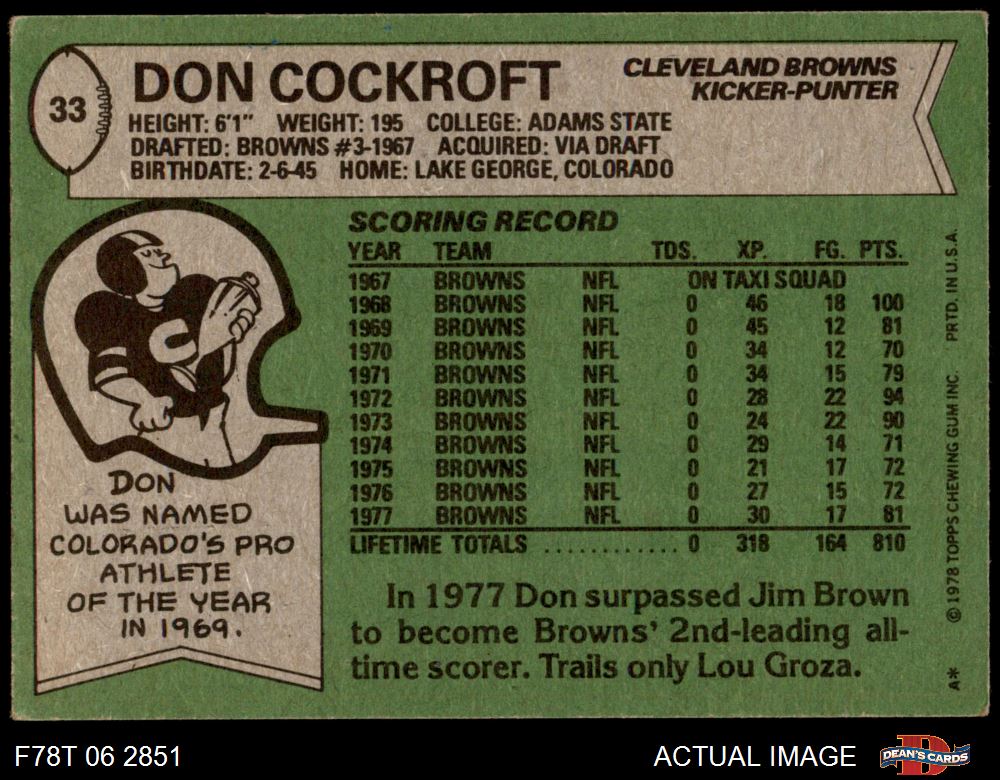 33
DON COCKROFT
CLEVELAND BROWNS
KICKER-PUNTER
HEIGHT: 6'1" WEIGHT: 195 COLLEGE: ADAMS STATE
DRAFTED: BROWNS #3-1967 ACQUIRED: VIA DRAFT
BIRTHDATE: 2-6-45 HOME: LAKE GEORGE, COLORADO
C
DON
WAS NAMED
COLORADO'S PRO
ATHLETE
OF THE YEAR
IN 1969.
SCORING RECORD
YEAR TEAM TDS. XP. FG. PTS.
1967 BROWNS NFL ON TAXI SQUAD
1968 BROWNS NFL 0 46 18 100
1969 BROWNS NFL 0 45 12 81
1970 BROWNS NFL 0 34 12 70
1971 BROWNS NFL 0 34 15 79
1972 BROWNS NFL 0 28 22 94
1973 BROWNS NFL 0 24 22 90
1974 BROWNS NFL 0 29 14 71
1975 BROWNS NFL 0 21 17 72
1976 BROWNS NFL 0 27 15 72
1977 BROWNS NFL 0 30 17 81
LIFETIME TOTALS ............ 0 318 164 810
In 1977 Don surpassed Jim Brown
to become Browns' 2nd-leading all-
time scorer. Trails only Lou Groza.
A* © 1978 TOPPS CHEWING GUM INC. PRTD. IN U.S.A.
F78T 06 2851
ACTUAL IMAGE
DEAN'S CARDS